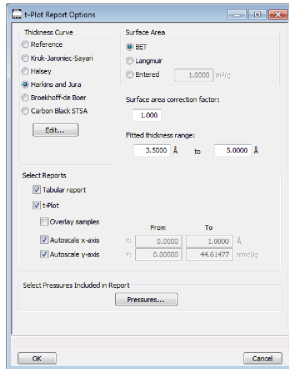 t-Plot Report Options
Thickness Curve
Reference
Kruk-Jaroniec-Sayari
Halsey
Harkins and Jura
Broekhoff-de Boer
Carbon Black STSA
Edit...
Surface Area
BET
Langmuir
Entered 1.0000 m²/g
Surface area correction factor:
1.000
Fitted thickness range:
3.5000 Å to 5.0000 Å
Select Reports
Tabular report
t-Plot
Overlay samples
From To
Autoscale x-axis X: 0.0000 1.0000 Å
Autoscale y-axis Y: 0.00000 44.61477 mmol/g
Select Pressures Included in Report
Pressures...
OK Cancel